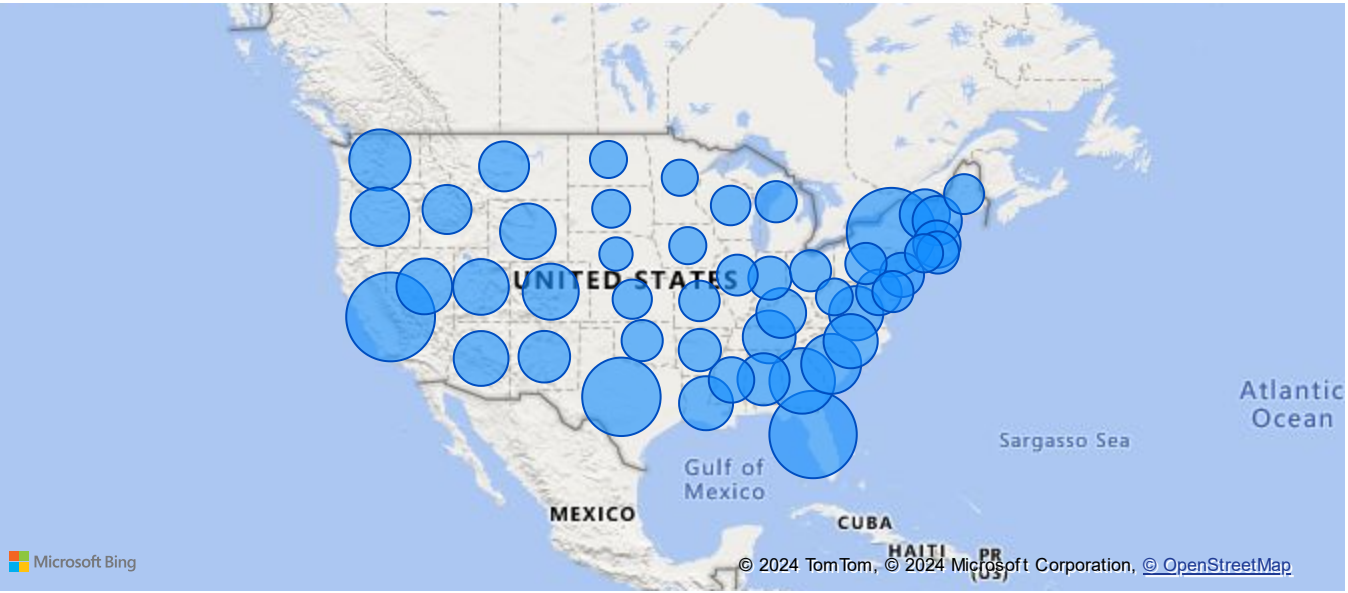 UNITED STATES
Atlantic
Ocean
Sargasso Sea
Gulf of
Mexico
MEXICO
CUBA
HAITI
PR
(US)
Microsoft Bing
© 2024 TomTom, © 2024 Microsoft Corporation, © OpenStreetMap